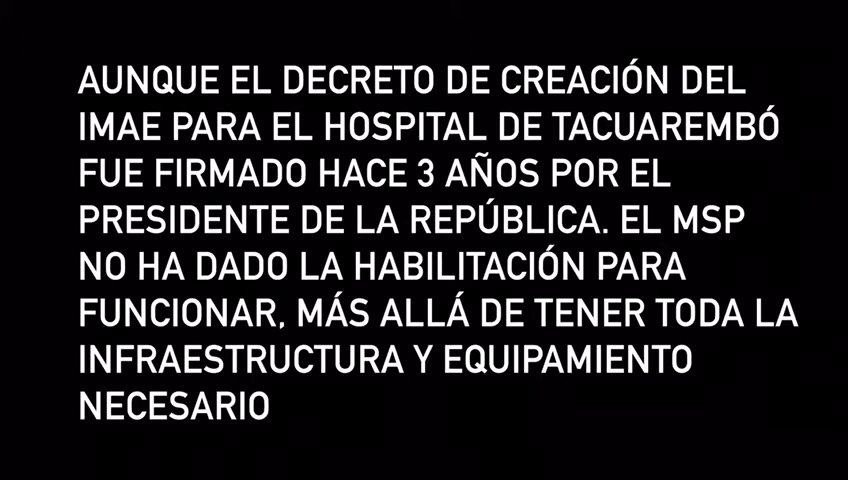 AUNQUE EL DECRETO DE CREACIÓN DEL
IMAE PARA EL HOSPITAL DE TACUAREMBÓ
FUE FIRMADO HACE 3 AÑOS POR EL
PRESIDENTE DE LA REPÚBLICA. EL MSP
NO HA DADO LA HABILITACIÓN PARA
FUNCIONAR, MÁS ALLÁ DE TENER TODA LA
INFRAESTRUCTURA Y EQUIPAMIENTO
NECESARIO